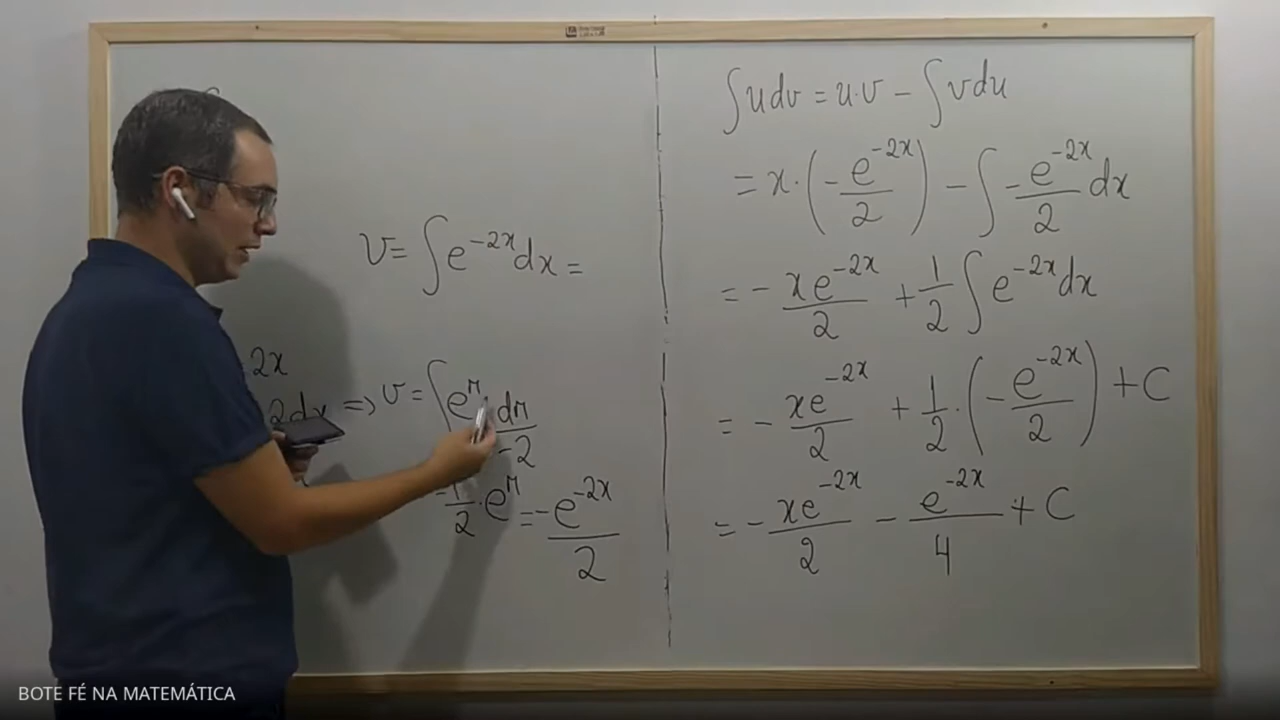 v = ∫ e^{-2x} dx =
-2x
2dx => v = ∫ e^r dr/-2
-1/2 · e^r = -e^{-2x}/2
∫ u dv = u · v - ∫ v du
= x · (-e^{-2x}/2) - ∫ -e^{-2x}/2 dx
= -xe^{-2x}/2 + 1/2 ∫ e^{-2x} dx
= -xe^{-2x}/2 + 1/2 · (-e^{-2x}/2) + C
= -xe^{-2x}/2 - e^{-2x}/4 + C
BOTE FÉ NA MATEMÁTICA